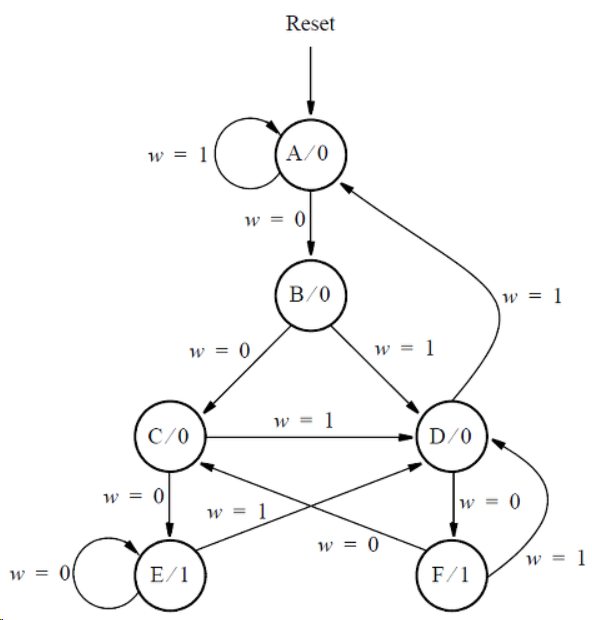 Reset
w = 1
A/0
w = 0
B/0
w = 1
w = 0
w = 1
C/0
w = 1
D/0
w = 0
w = 1
w = 0
w = 0
w = 1
w = 0
E/1
F/1